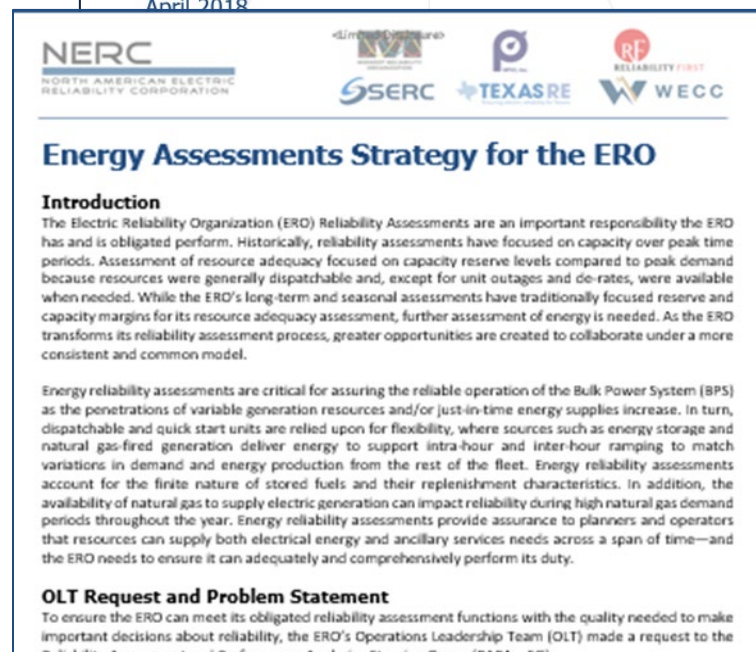 April 2018
<Limited Disclosure>
NERC
NORTH AMERICAN ELECTRIC
RELIABILITY CORPORATION
RF
RELIABILITY FIRST
SERC
TEXAS RE
WECC
Energy Assessments Strategy for the ERO
Introduction
The Electric Reliability Organization (ERO) Reliability Assessments are an important responsibility the ERO
has and is obligated perform. Historically, reliability assessments have focused on capacity over peak time
periods. Assessment of resource adequacy focused on capacity reserve levels compared to peak demand
because resources were generally dispatchable and, except for unit outages and de-rates, were available
when needed. While the ERO's long-term and seasonal assessments have traditionally focused reserve and
capacity margins for its resource adequacy assessment, further assessment of energy is needed. As the ERO
transforms its reliability assessment process, greater opportunities are created to collaborate under a more
consistent and common model.
Energy reliability assessments are critical for assuring the reliable operation of the Bulk Power System (BPS)
as the penetrations of variable generation resources and/or just-in-time energy supplies increase. In turn,
dispatchable and quick start units are relied upon for flexibility, where sources such as energy storage and
natural gas-fired generation deliver energy to support intra-hour and inter-hour ramping to match
variations in demand and energy production from the rest of the fleet. Energy reliability assessments
account for the finite nature of stored fuels and their replenishment characteristics. In addition, the
availability of natural gas to supply electric generation can impact reliability during high natural gas demand
periods throughout the year. Energy reliability assessments provide assurance to planners and operators
that resources can supply both electrical energy and ancillary services needs across a span of time—and
the ERO needs to ensure it can adequately and comprehensively perform its duty.
OLT Request and Problem Statement
To ensure the ERO can meet its obligated reliability assessment functions with the quality needed to make
important decisions about reliability, the ERO's Operations Leadership Team (OLT) made a request to the